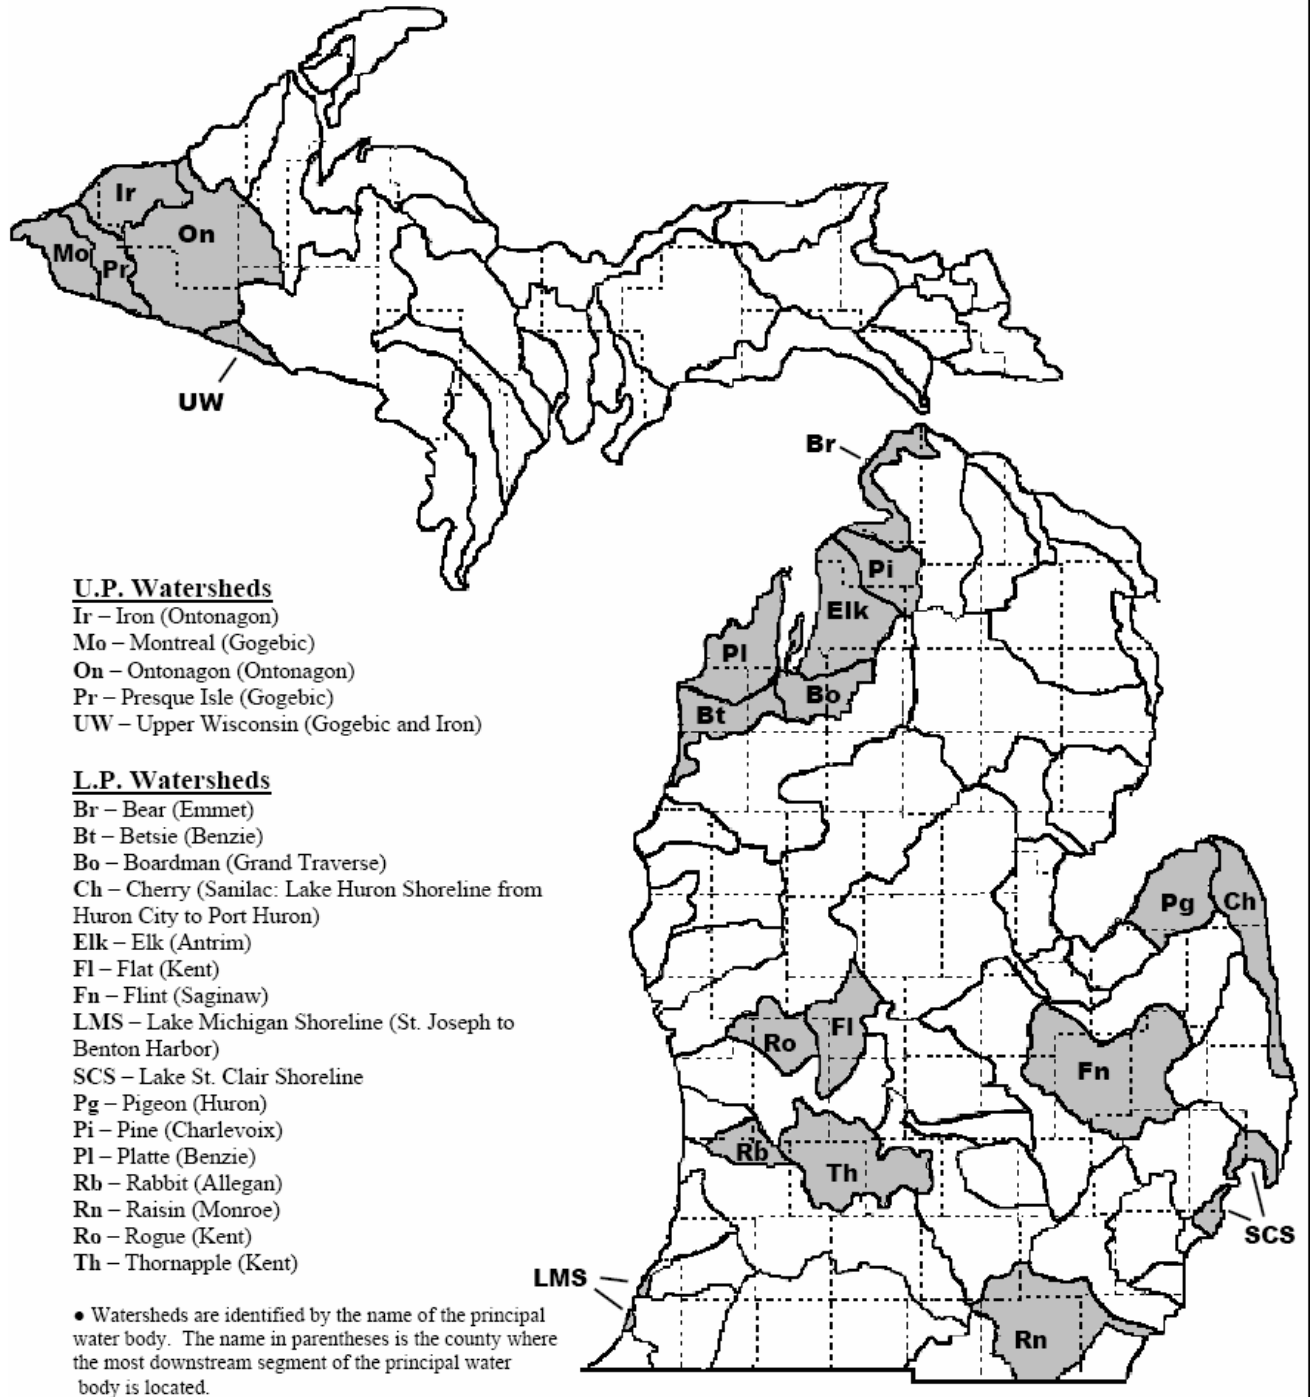 Ir
On
Mo
Pr
UW
Br
Pi
Elk
Pl
Bo
Bt
U.P. Watersheds
Ir – Iron (Ontonagon)
Mo – Montreal (Gogebic)
On – Ontonagon (Ontonagon)
Pr – Presque Isle (Gogebic)
UW – Upper Wisconsin (Gogebic and Iron)
L.P. Watersheds
Br – Bear (Emmet)
Bt – Betsie (Benzie)
Bo – Boardman (Grand Traverse)
Ch – Cherry (Sanilac: Lake Huron Shoreline from
Huron City to Port Huron)
Elk – Elk (Antrim)
Fl – Flat (Kent)
Fn – Flint (Saginaw)
LMS – Lake Michigan Shoreline (St. Joseph to
Benton Harbor)
SCS – Lake St. Clair Shoreline
Pg – Pigeon (Huron)
Pi – Pine (Charlevoix)
Pl – Platte (Benzie)
Rb – Rabbit (Allegan)
Rn – Raisin (Monroe)
Ro – Rogue (Kent)
Th – Thornapple (Kent)
● Watersheds are identified by the name of the principal
water body.  The name in parentheses is the county where
the most downstream segment of the principal water
body is located.
Pg
Ch
Fl
Ro
Fn
Rb
Th
SCS
LMS
Rn